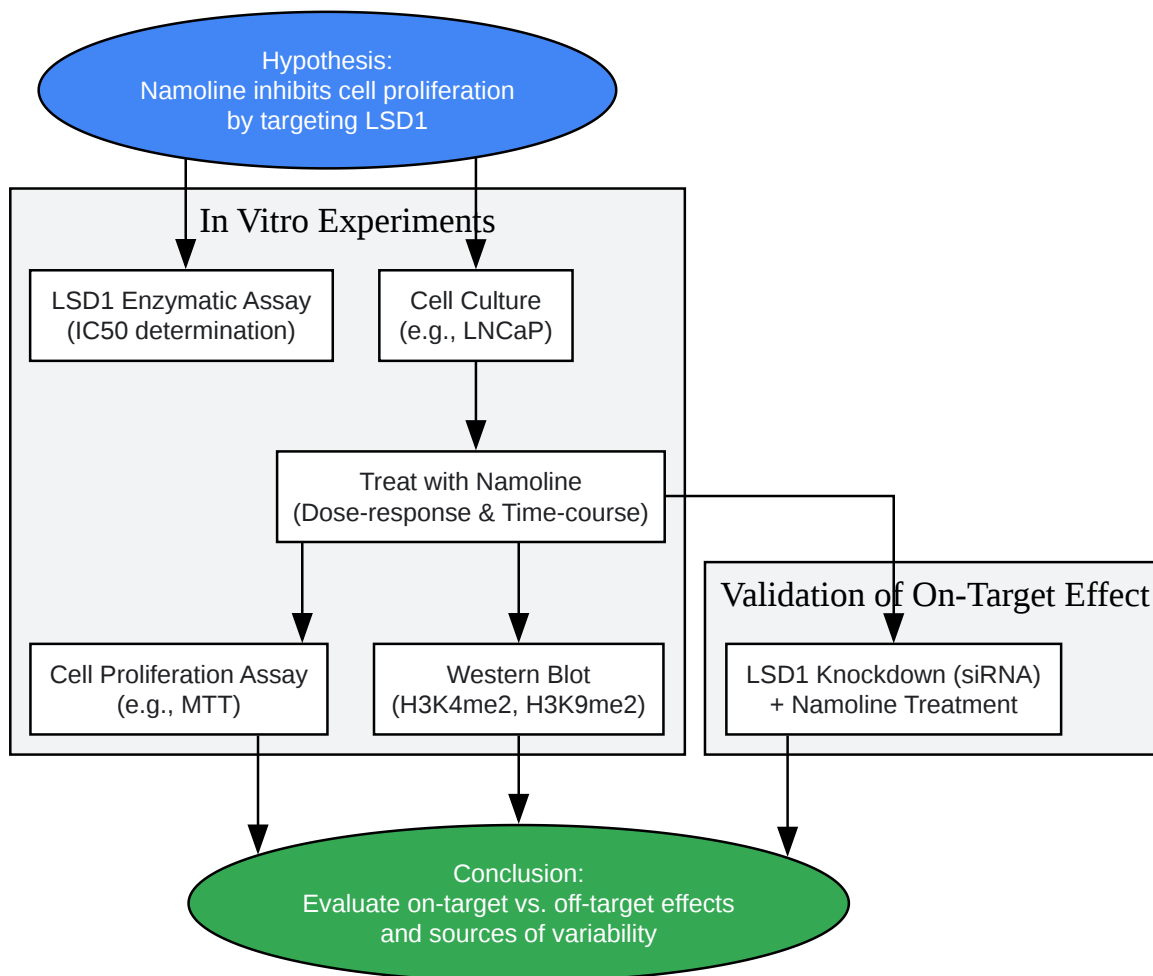 Hypothesis:
Namoline inhibits cell proliferation
by targeting LSD1
In Vitro Experiments
LSD1 Enzymatic Assay
(IC50 determination)
Cell Culture
(e.g., LNCaP)
Treat with Namoline
(Dose-response & Time-course)
Validation of On-Target Effect
Cell Proliferation Assay
(e.g., MTT)
Western Blot
(H3K4me2, H3K9me2)
LSD1 Knockdown (siRNA)
+ Namoline Treatment
Conclusion:
Evaluate on-target vs. off-target effects
and sources of variability